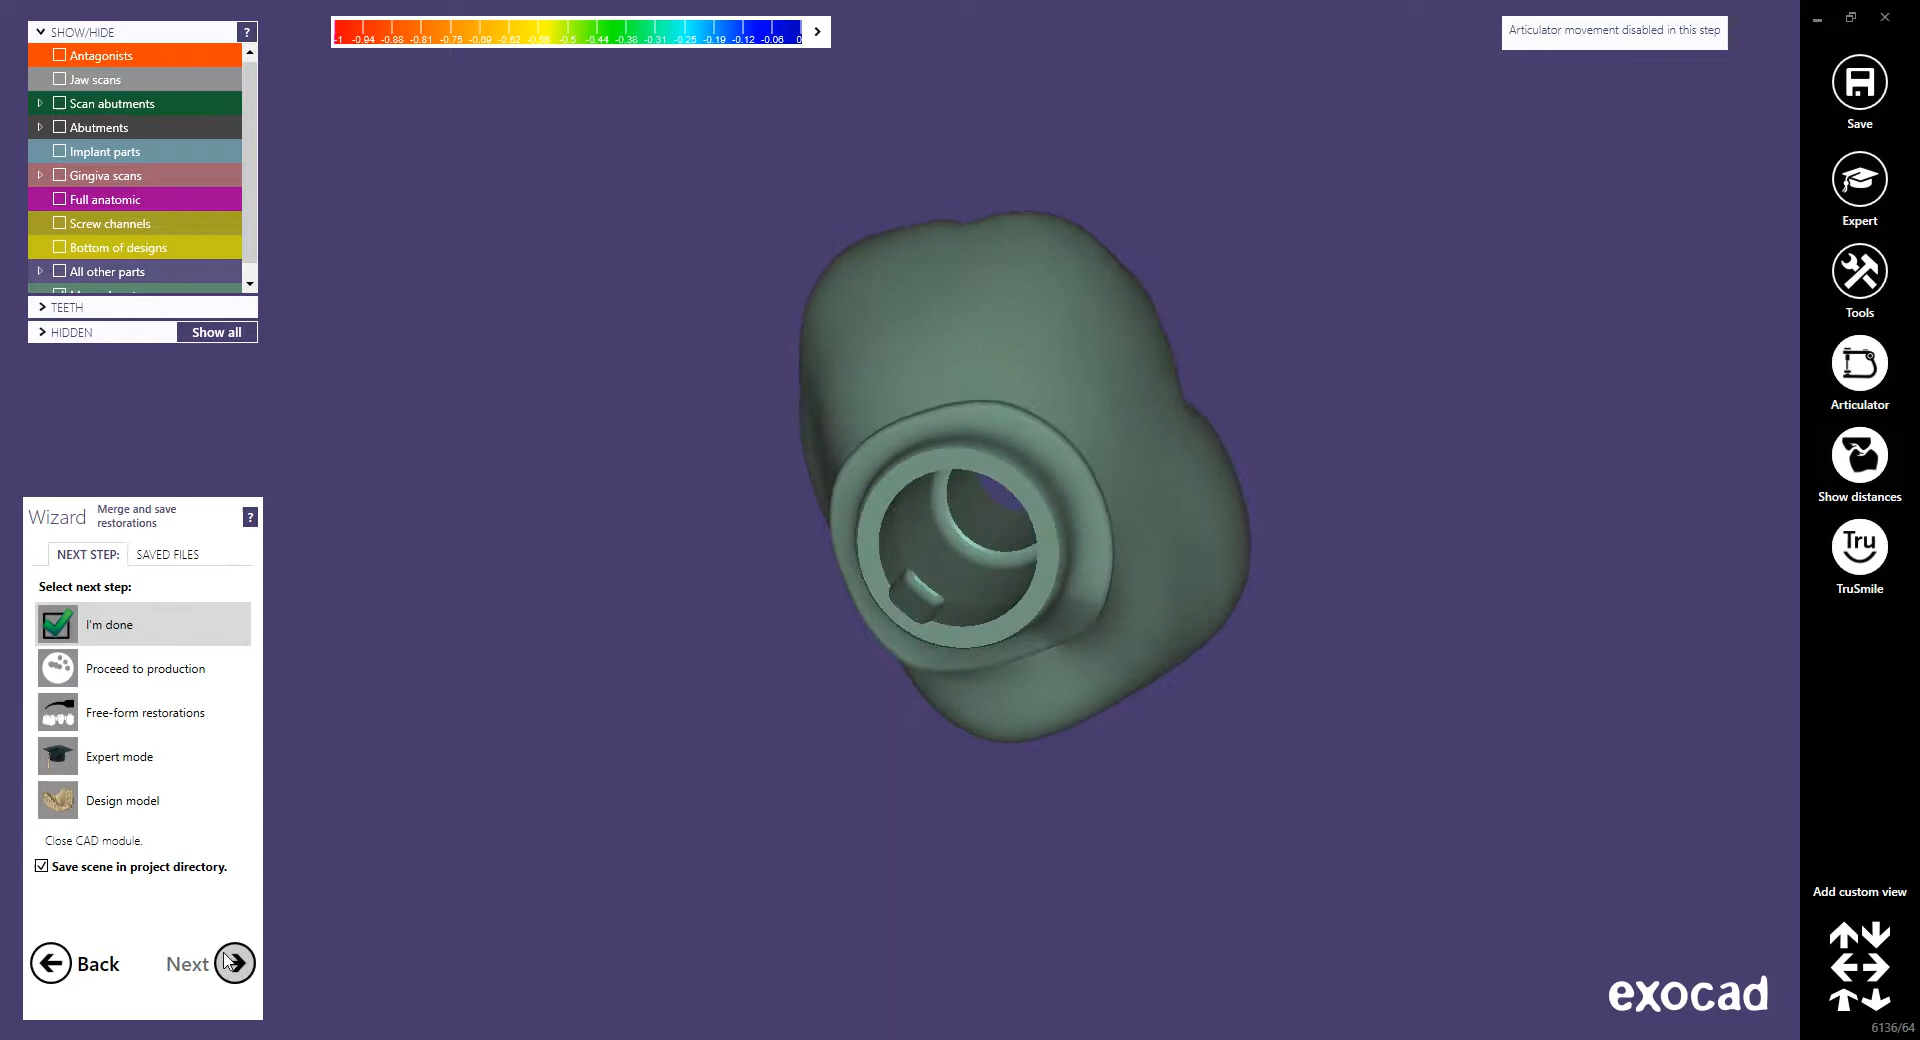 SHOW/HIDE
?
Antagonists
Jaw scans
Scan abutments
Abutments
Implant parts
Gingiva scans
Full anatomic
Screw channels
Bottom of designs
All other parts
TEETH
HIDDEN
Show all
-1 -0.94 -0.88 -0.81 -0.75 -0.69 -0.62 -0.56 -0.5 -0.44 -0.38 -0.31 -0.25 -0.19 -0.12 -0.06 0
Articulator movement disabled in this step
Save
Expert
Tools
Articulator
Show distances
Tru
TruSmile
Add custom view
6136/64
Wizard
Merge and save
restorations
?
NEXT STEP:
SAVED FILES
Select next step:
I'm done
Proceed to production
Free-form restorations
Expert mode
Design model
Close CAD module.
Save scene in project directory.
Back
Next
exocad